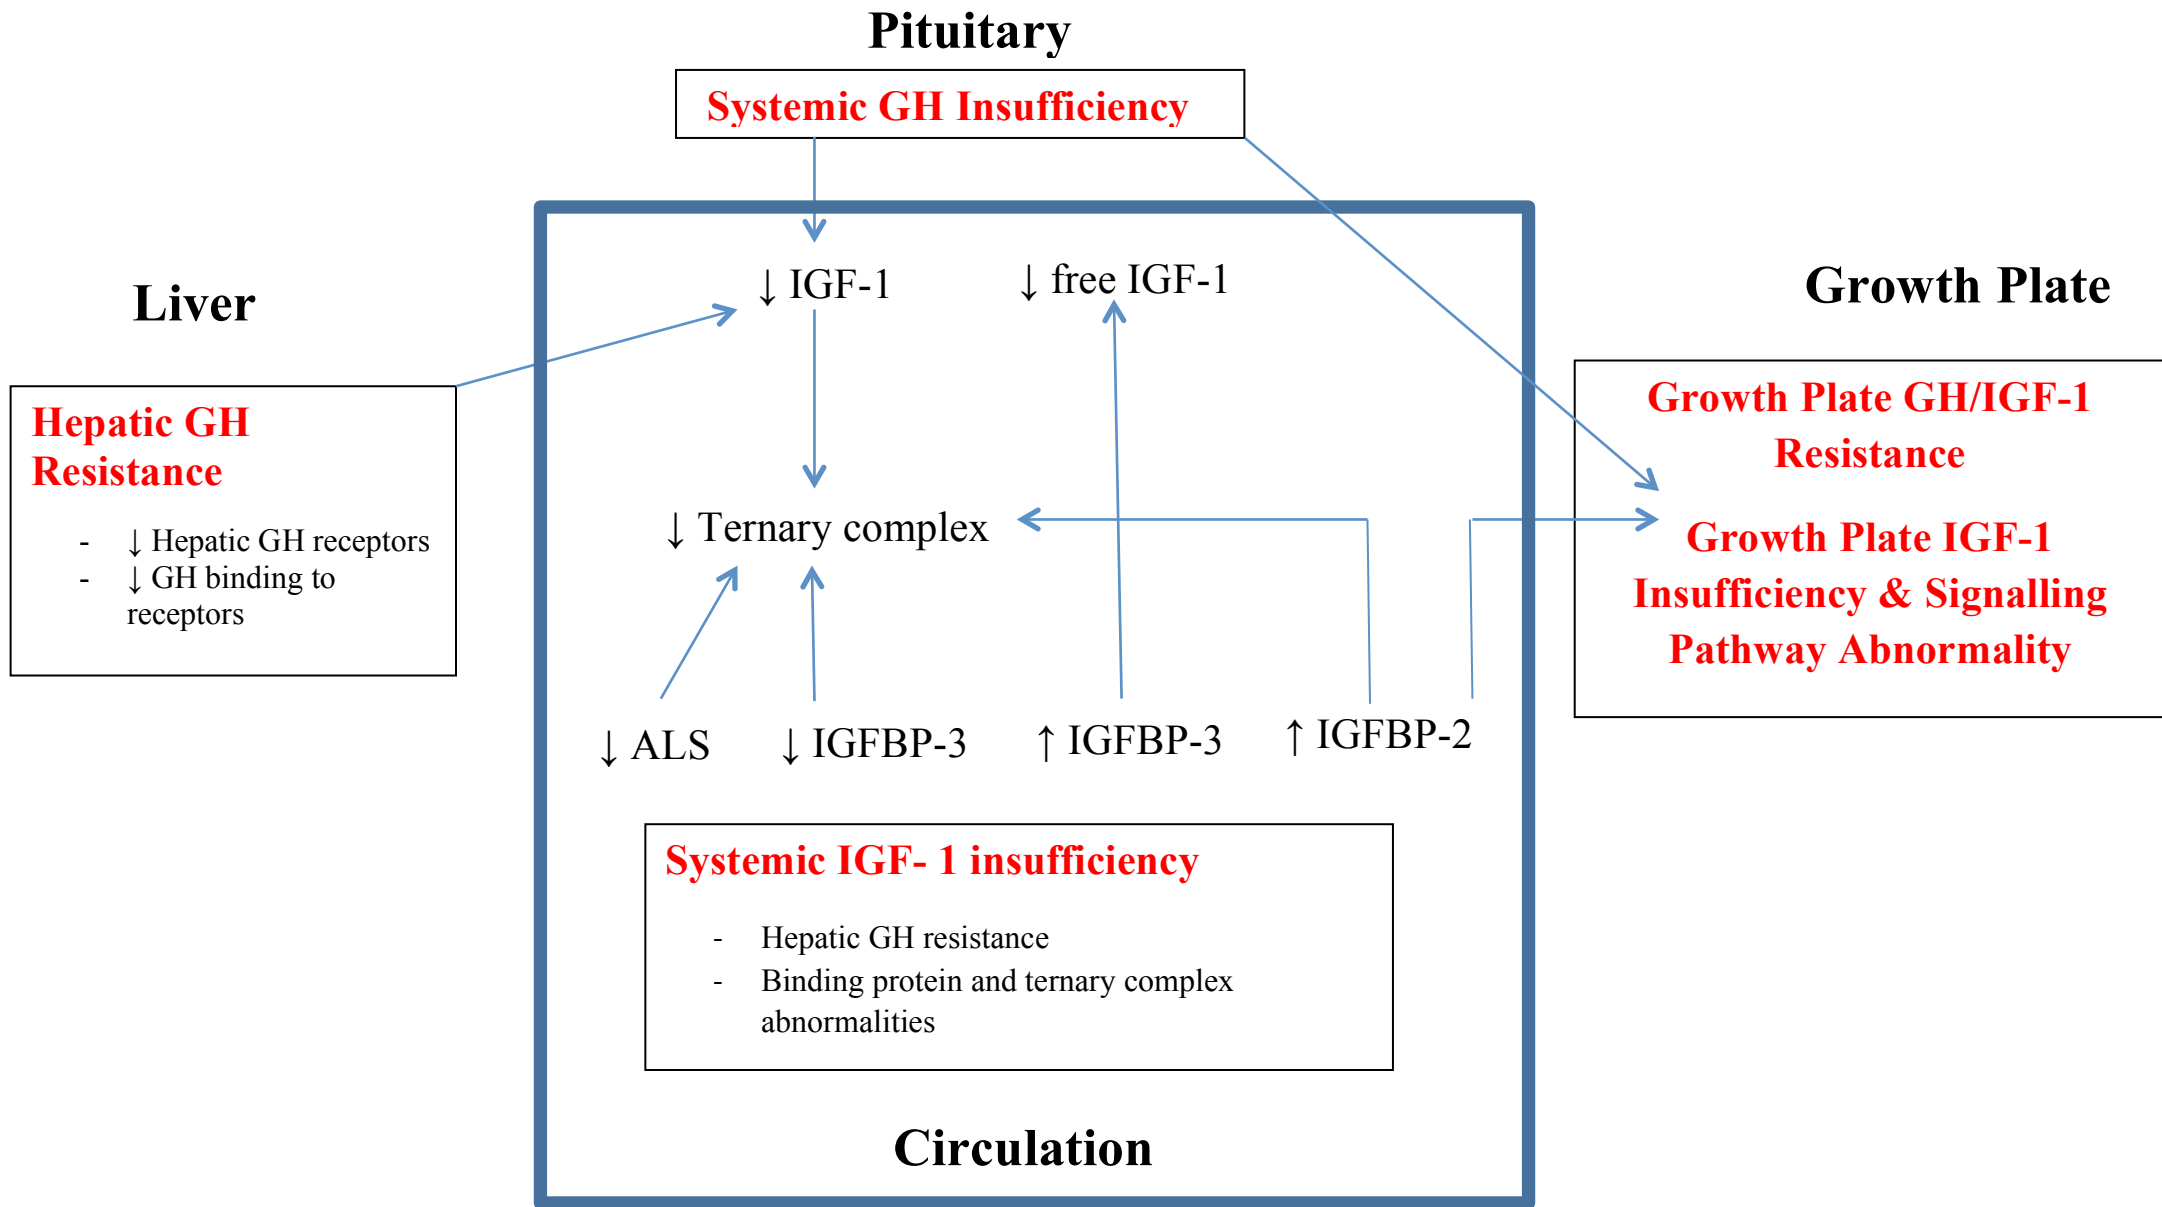 Pituitary
Systemic GH Insufficiency
Liver
Hepatic GH
Resistance
- ↓ Hepatic GH receptors
- ↓ GH binding to
receptors
↓ IGF-1
↓ free IGF-1
↓ Ternary complex
↓ ALS
↓ IGFBP-3
↑ IGFBP-3
↑ IGFBP-2
Systemic IGF- 1 insufficiency
- Hepatic GH resistance
- Binding protein and ternary complex
abnormalities
Circulation
Growth Plate
Growth Plate GH/IGF-1
Resistance
Growth Plate IGF-1
Insufficiency & Signalling
Pathway Abnormality